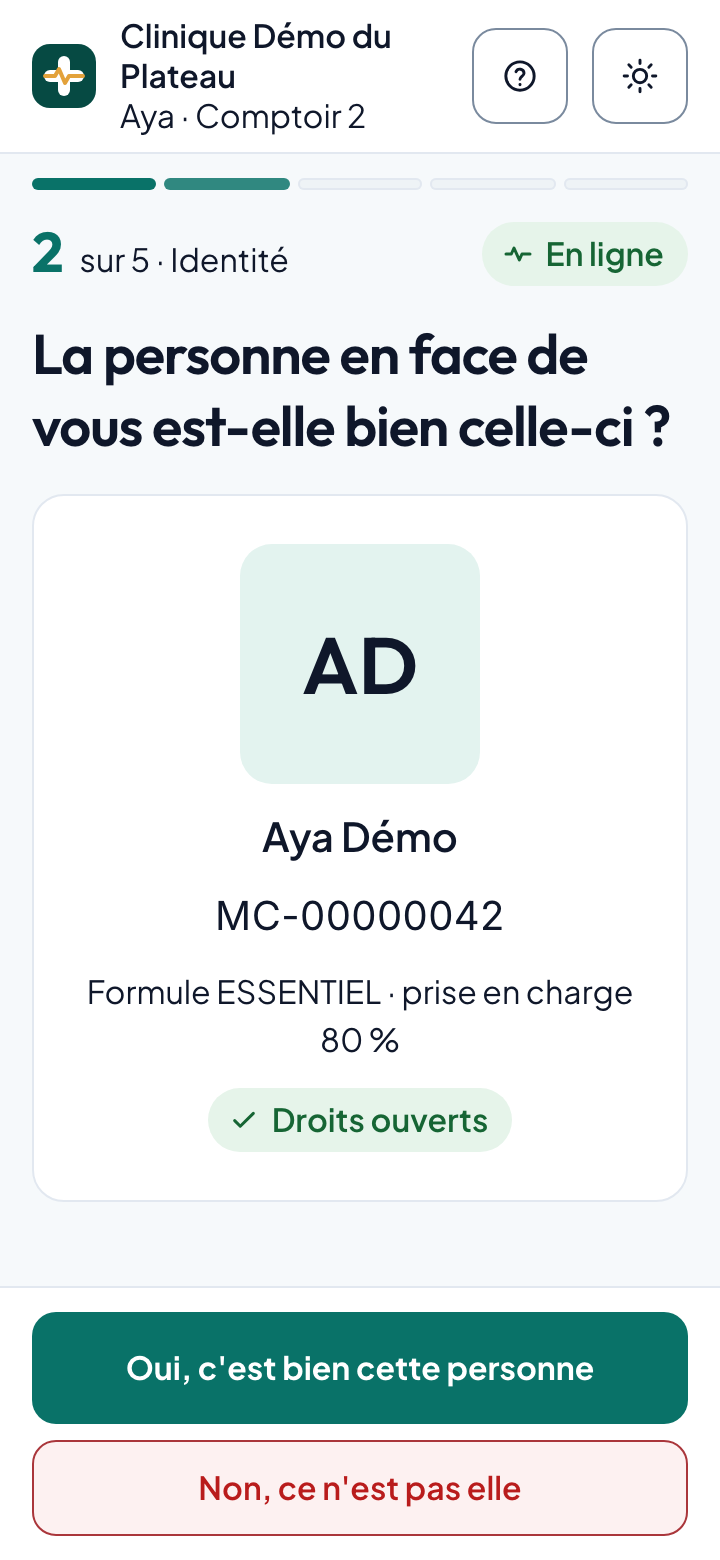 Clinique Démo du
Plateau
Aya · Comptoir 2
2 sur 5 · Identité
En ligne
La personne en face de
vous est-elle bien celle-ci ?
AD
Aya Démo
MC-00000042
Formule ESSENTIEL · prise en charge
80 %
Droits ouverts
Oui, c'est bien cette personne
Non, ce n'est pas elle